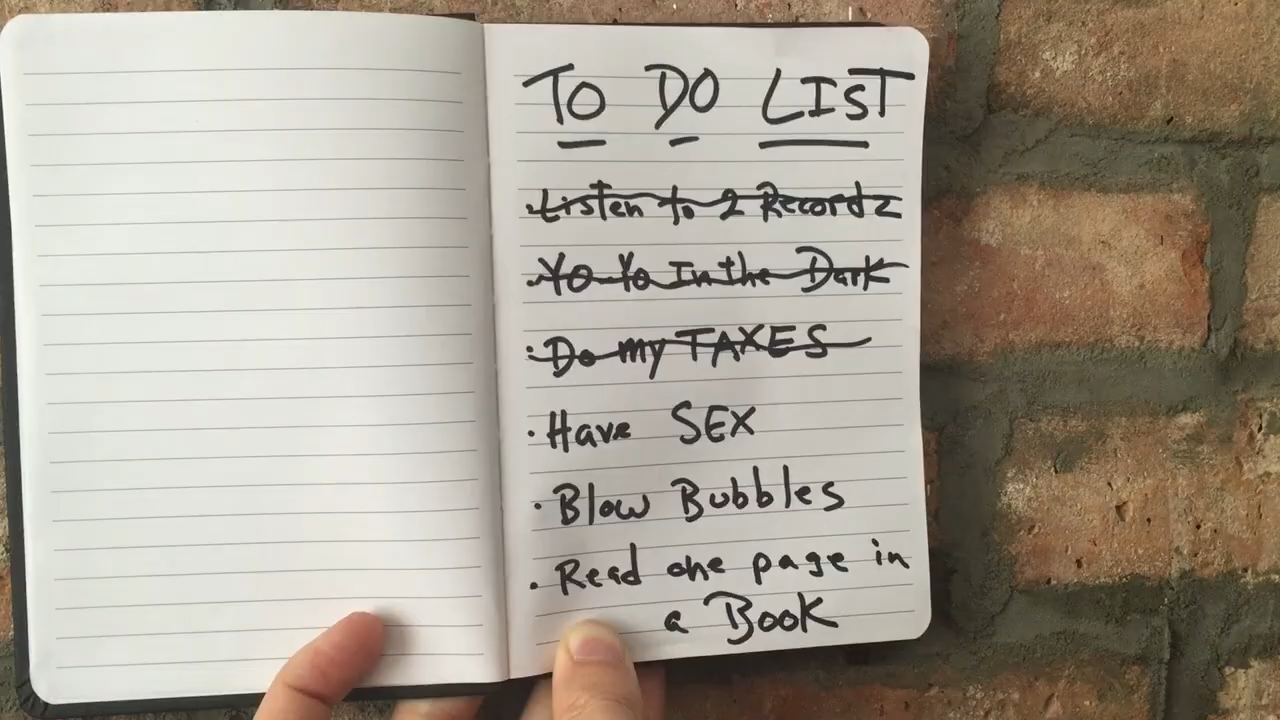 TO DO LIST
· Listen to 2 Recordz
· Yo Yo In the Dark
· Do my TAXES
· Have SEX
· Blow Bubbles
· Read one page in
a Book